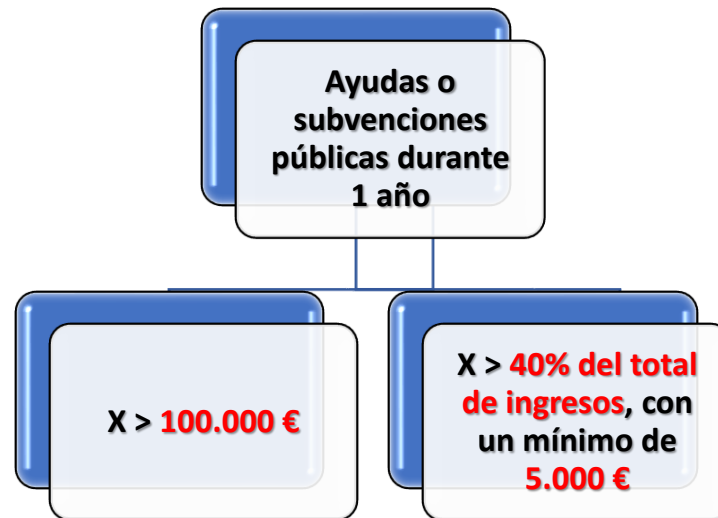 Ayudas o
subvenciones
públicas durante
1 año
X > 100.000 €
X > 40% del total
de ingresos, con
un mínimo de
5.000 €